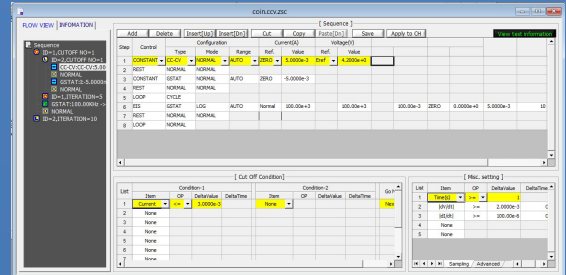 coin.ccv.zsc
FLOW VIEW INFOMATION
Sequence
ID=1,CUTOFF NO=1
ID=2,CUTOFF NO=1
CC-CV:CC-CV:5.00
NORMAL
GSTAT:I:-5.0000m
NORMAL
ID=1,ITERATION=5
GSTAT:100.00KHz ->
NORMAL
ID=2,ITERATION=10
[ Sequence ]
Add Delete Insert[Up] Insert[Dn] Cut Copy Paste[Dn] Save Apply to CH View test information
Step Control Configuration Current(A) Voltage(V)
Type Mode Range Ref. Value Ref. Value
1 CONSTANT CC-CV NORMAL AUTO ZERO 5.0000e-3 Eref 4.2000e+0
2 REST NORMAL NORMAL
3 CONSTANT GSTAT NORMAL AUTO ZERO -5.0000e-3
4 REST NORMAL NORMAL
5 LOOP CYCLE
6 EIS GSTAT LOG AUTO Normal 100.00e+3 100.00e+3 100.00e-3 ZERO 0.0000e+0 5.0000e-3 10
7 REST NORMAL NORMAL
8 LOOP
[ Cut Off Condition]
List Condition-1 Condition-2
Item OP DeltaValue DeltaTime Item OP DeltaValue DeltaTime
1 Current <= 3.0000e-3 None
2 None
3 None
4 None
5 None
6 None
7 None
[ Misc. setting ]
List Item OP DeltaValue DeltaTime
1 Time[s] >= 1
2 |dV/dt| >= 2.0000e-3
3 |dI/dt| >= 100.00e-6
4 None
5 None
Sampling Advanced